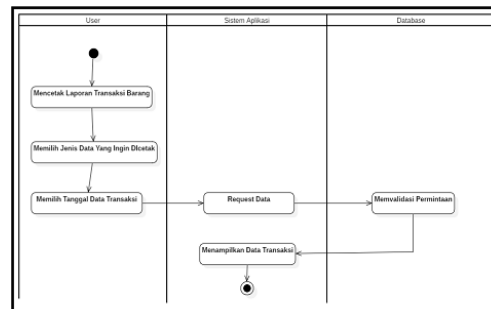 User
Sistem Aplikasi
Database
Mencetak Laporan Transaksi Barang
Memilih Jenis Data Yang Ingin DIcetak
Memilih Tanggal Data Transaksi
Request Data
Memvalidasi Permintaan
Menampilkan Data Transaksi